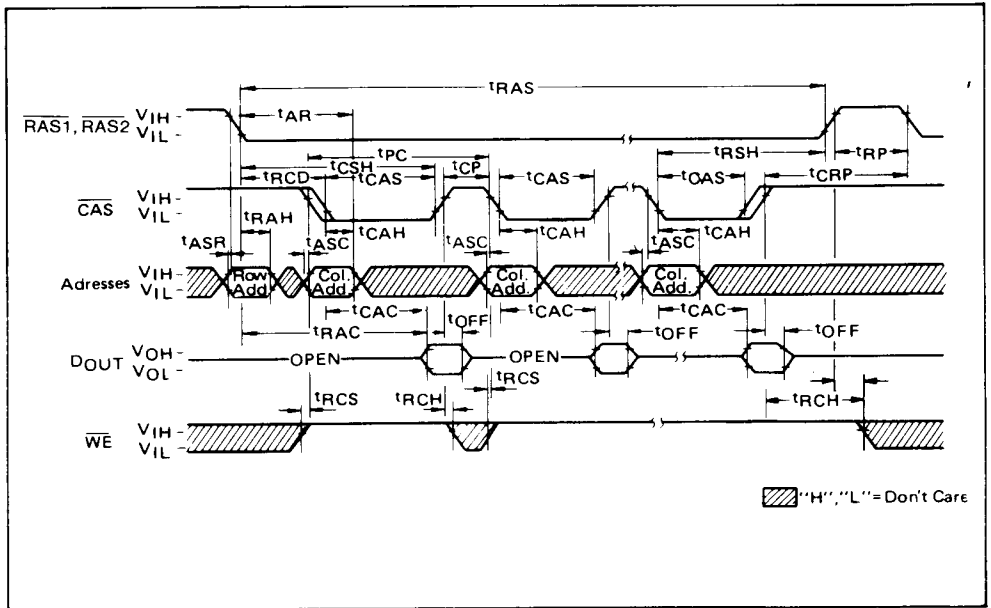 tRAS
RAS1, RAS2 VIH - tAR
VIL -
tPC
tCSH tCP tRSH tRP
tRCD tCAS tCAS tOAS tCRP
CAS VIH -
VIL -
tRAH
tASR tASC tCAH tASC tCAH tASC tCAH
Adresses VIH - Row Add. Col. Add. Col. Add. Col. Add.
VIL -
tCAC tCAC tCAC
tRAC tOFF tOFF tOFF
DOUT VOH - OPEN OPEN
VOL -
tRCS tRCH tRCS tRCH
WE VIH -
VIL -
"H", "L" = Don't Care